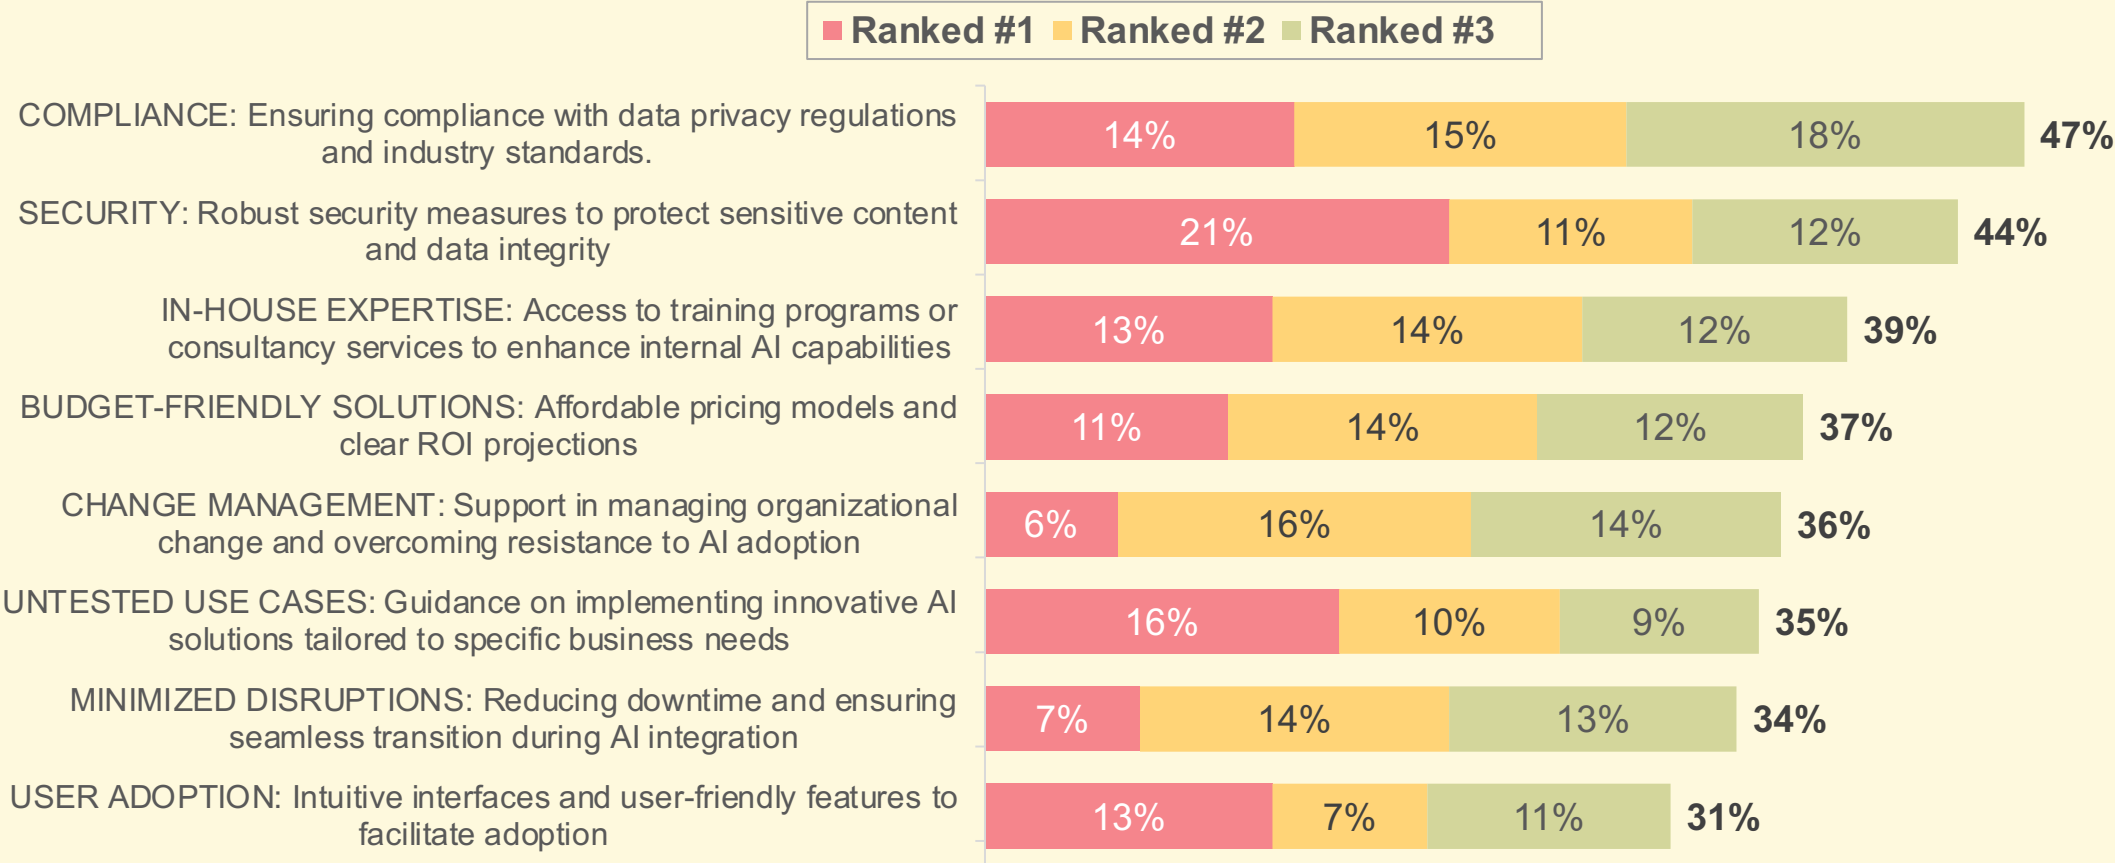 Ranked #1 Ranked #2 Ranked #3
COMPLIANCE: Ensuring compliance with data privacy regulations
and industry standards.
14% 15% 18% 47%
SECURITY: Robust security measures to protect sensitive content
and data integrity
21% 11% 12% 44%
IN-HOUSE EXPERTISE: Access to training programs or
consultancy services to enhance internal AI capabilities
13% 14% 12% 39%
BUDGET-FRIENDLY SOLUTIONS: Affordable pricing models and
clear ROI projections
11% 14% 12% 37%
CHANGE MANAGEMENT: Support in managing organizational
change and overcoming resistance to AI adoption
6% 16% 14% 36%
UNTESTED USE CASES: Guidance on implementing innovative AI
solutions tailored to specific business needs
16% 10% 9% 35%
MINIMIZED DISRUPTIONS: Reducing downtime and ensuring
seamless transition during AI integration
7% 14% 13% 34%
USER ADOPTION: Intuitive interfaces and user-friendly features to
facilitate adoption
13% 7% 11% 31%